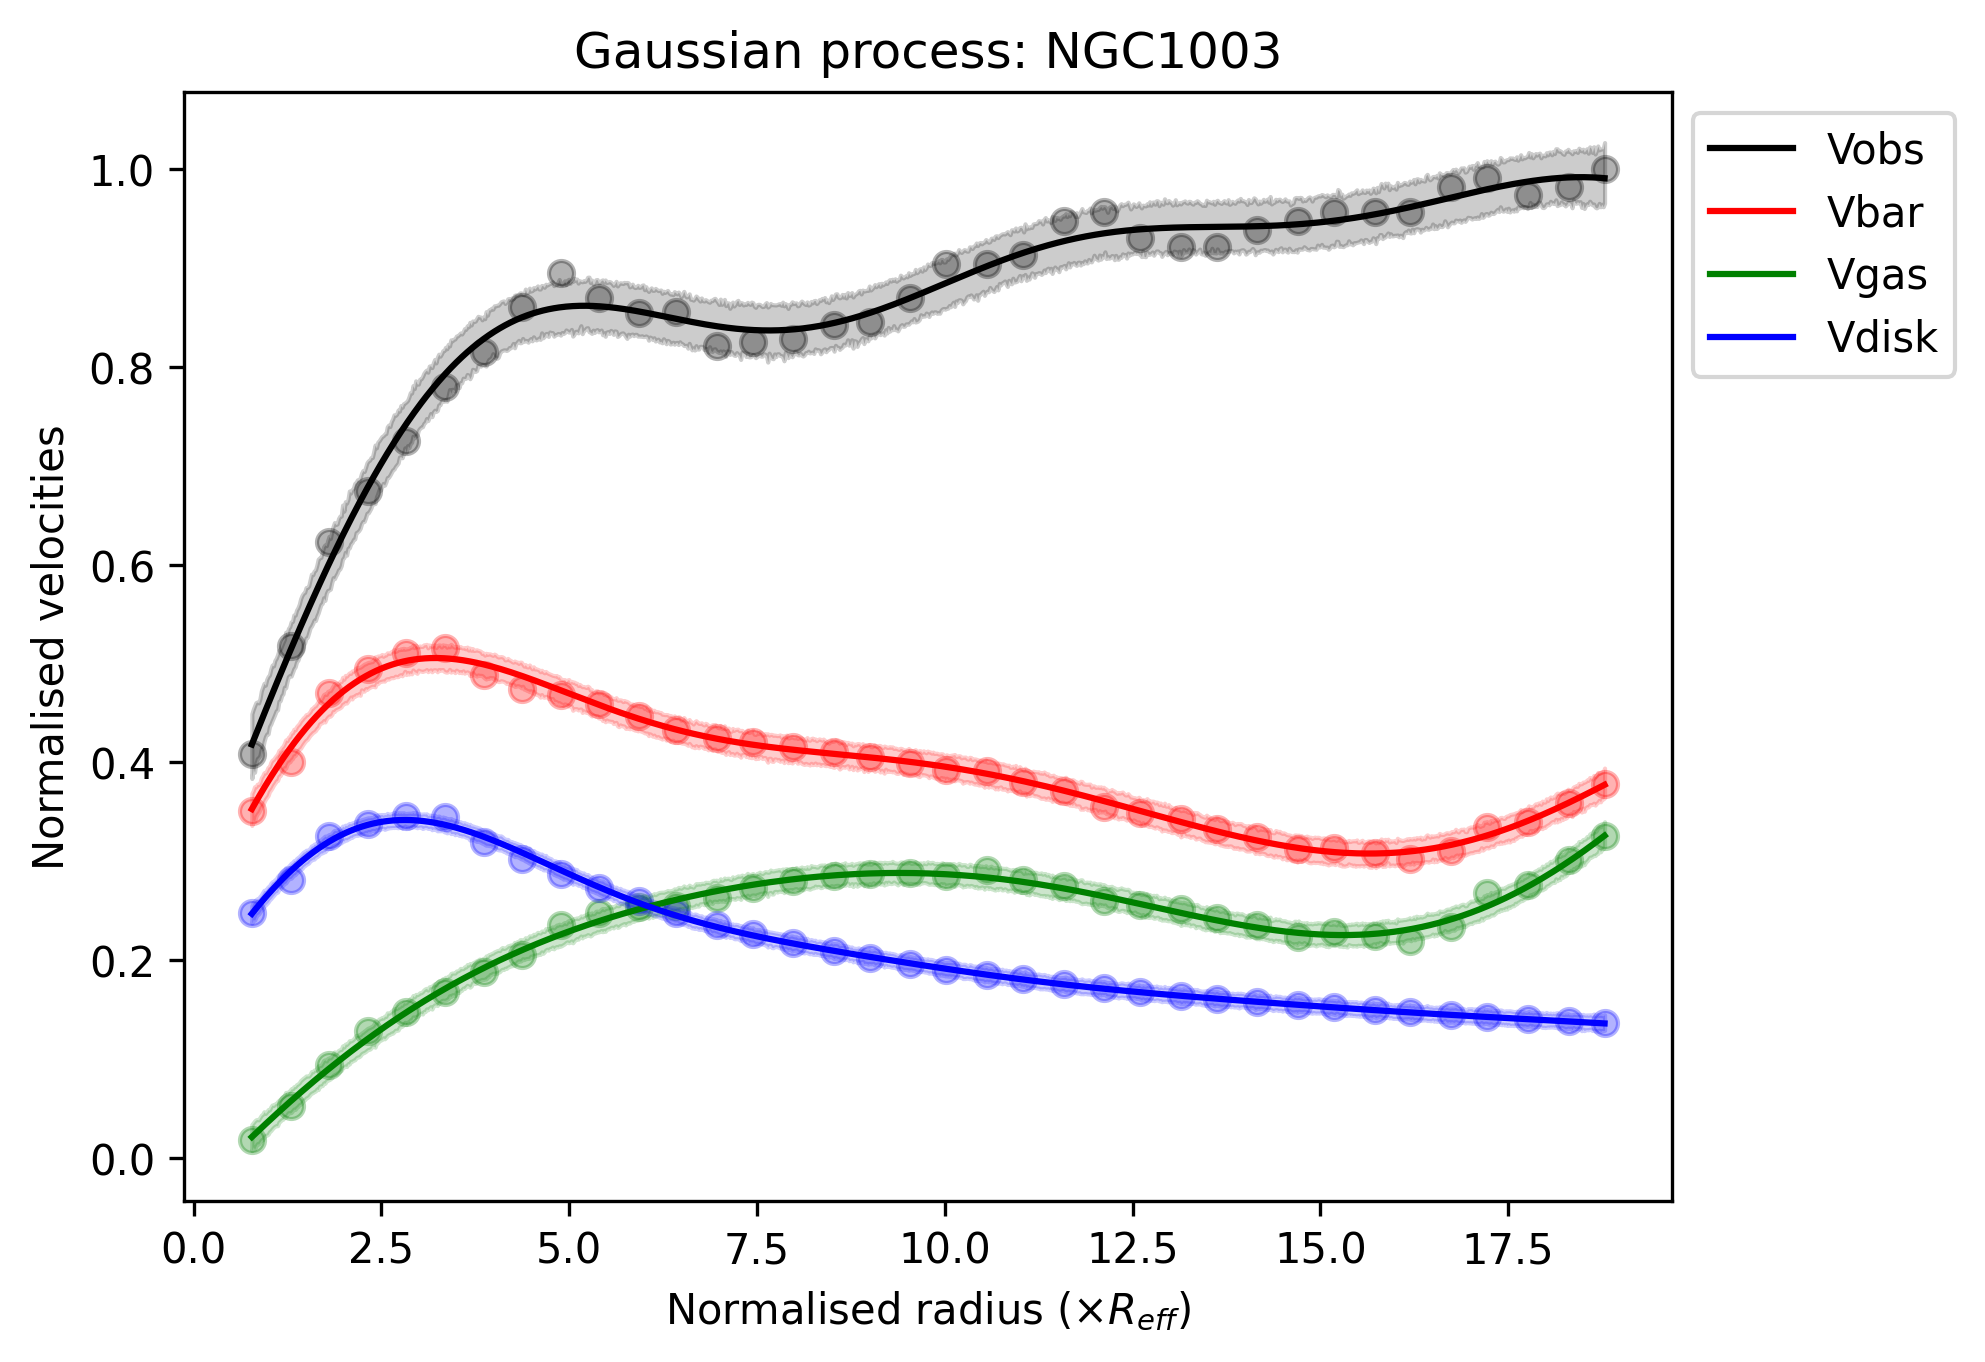 Gaussian process: NGC1003
Vobs
Vbar
Vgas
Vdisk
Normalised velocities
1.0
0.8
0.6
0.4
0.2
0.0
0.0 2.5 5.0 7.5 10.0 12.5 15.0 17.5
Normalised radius (×R_{eff})